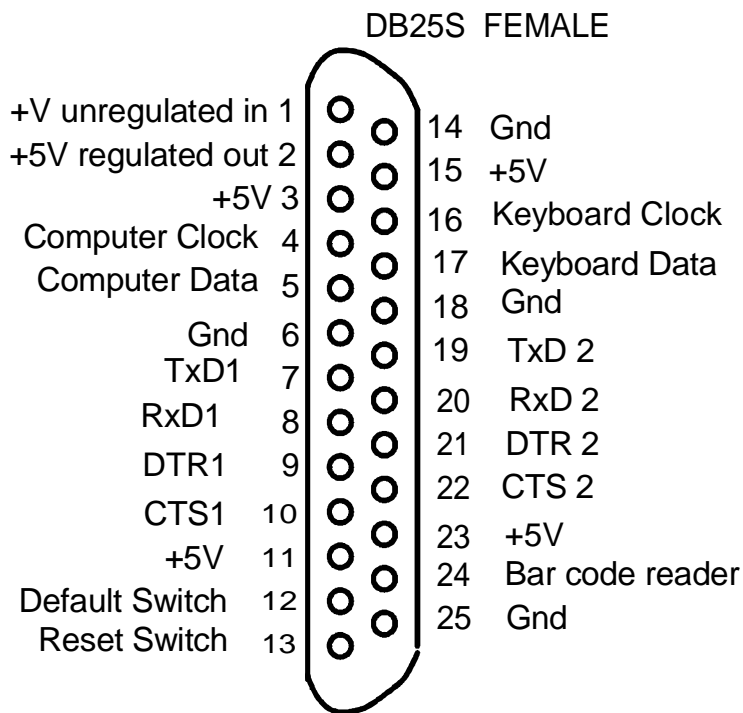 DB25S FEMALE
+V unregulated in 1
+5V regulated out 2
+5V 3
Computer Clock 4
Computer Data 5
Gnd 6
TxD1 7
RxD1 8
DTR1 9
CTS1 10
+5V 11
Default Switch 12
Reset Switch 13
14 Gnd
15 +5V
16 Keyboard Clock
17 Keyboard Data
18 Gnd
19 TxD 2
20 RxD 2
21 DTR 2
22 CTS 2
23 +5V
24 Bar code reader
25 Gnd